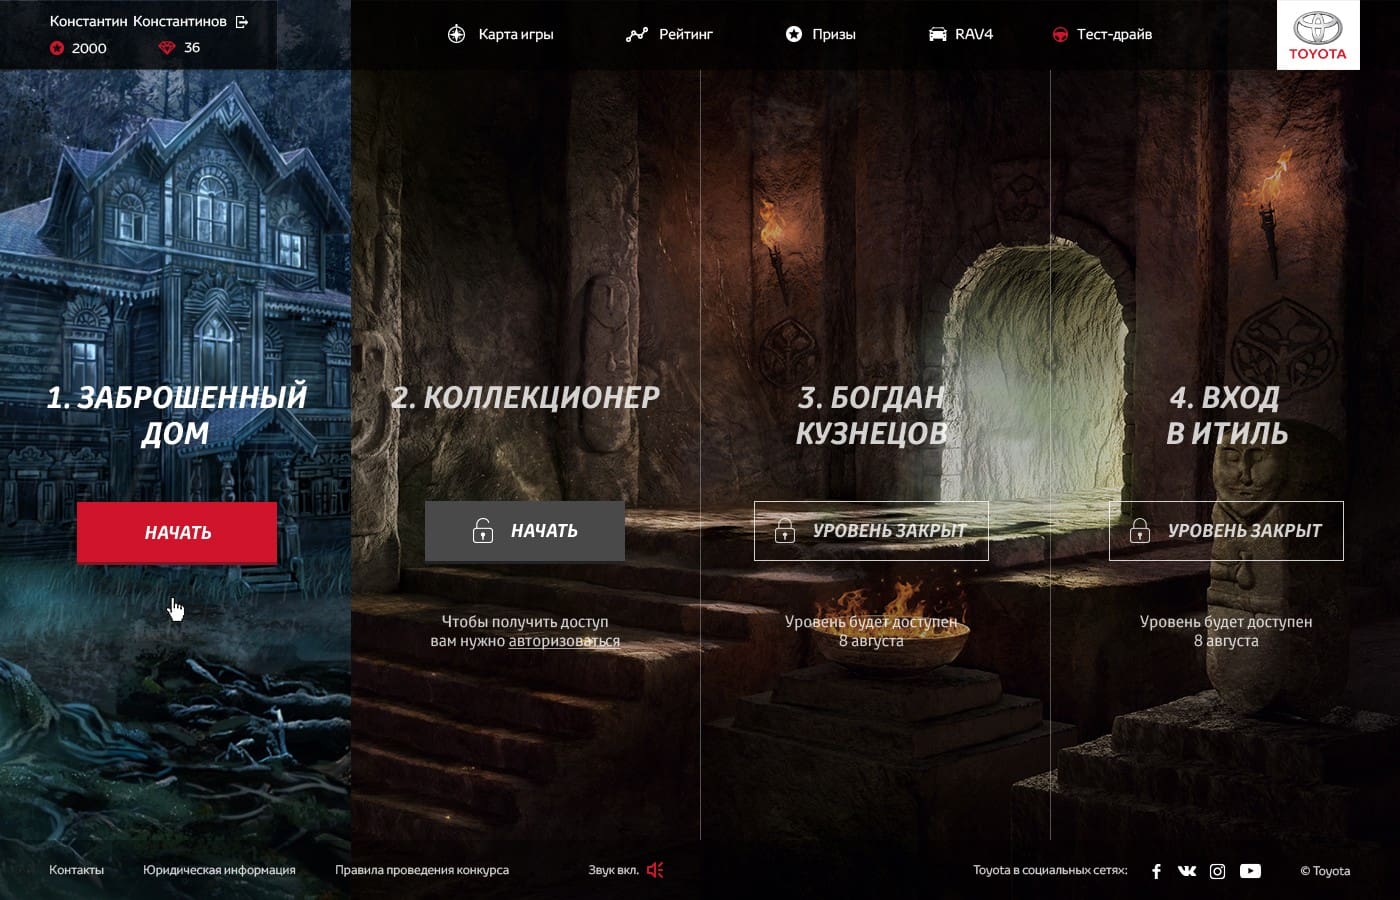 Константин Константинов
2000
36
Карта игры
Рейтинг
Призы
RAV4
Тест-драйв
TOYOTA
1. ЗАБРОШЕННЫЙ
ДОМ
НАЧАТЬ
2. КОЛЛЕКЦИОНЕР
НАЧАТЬ
Чтобы получить доступ
вам нужно авторизоваться
3. БОГДАН
КУЗНЕЦОВ
УРОВЕНЬ ЗАКРЫТ
Уровень будет доступен
8 августа
4. ВХОД
В ИТИЛЬ
УРОВЕНЬ ЗАКРЫТ
Уровень будет доступен
8 августа
Контакты
Юридическая информация
Правила проведения конкурса
Звук вкл.
Toyota в социальных сетях:
© Toyota